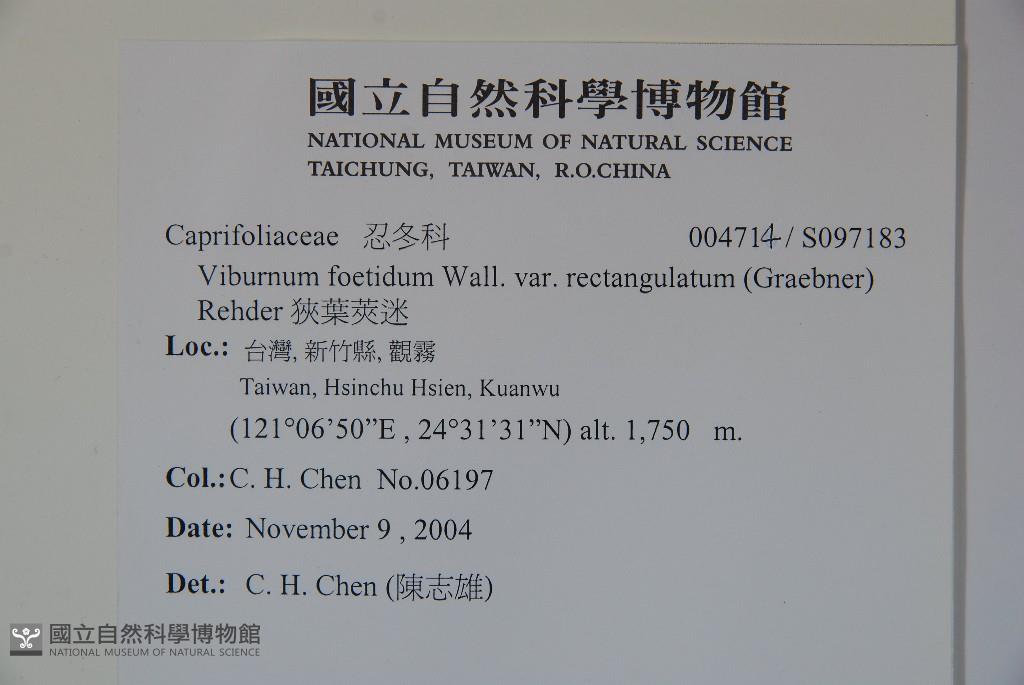 國立自然科學博物館
NATIONAL MUSEUM OF NATURAL SCIENCE
TAICHUNG, TAIWAN, R.O.CHINA
Caprifoliaceae 忍冬科 004714 / S097183
Viburnum foetidum Wall. var. rectangulatum (Graebner)
Rehder 狹葉莢迷
Loc.: 台灣, 新竹縣, 觀霧
Taiwan, Hsinchu Hsien, Kuanwu
(121°06’50”E , 24°31’31”N) alt. 1,750 m.
Col.: C. H. Chen No.06197
Date: November 9 , 2004
Det.: C. H. Chen (陳志雄)
國立自然科學博物館
NATIONAL MUSEUM OF NATURAL SCIENCE